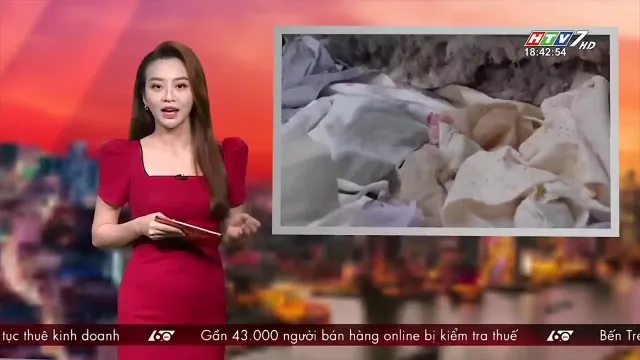 HTV7 HD
18:42:54
tục thuê kinh doanh 60 Gần 43.000 người bán hàng online bị kiểm tra thuế 60 Bến Tre